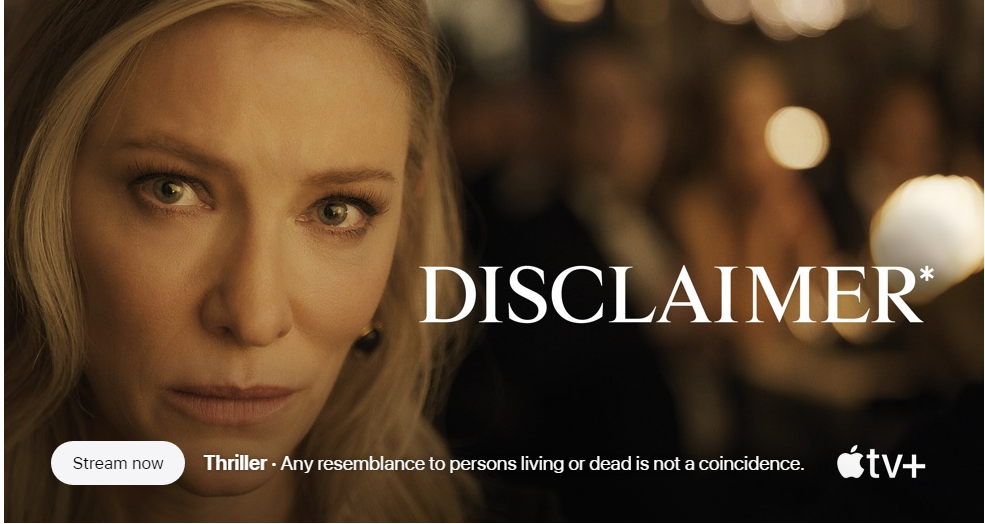 DISCLAIMER*
Stream now
Thriller · Any resemblance to persons living or dead is not a coincidence.
tv+